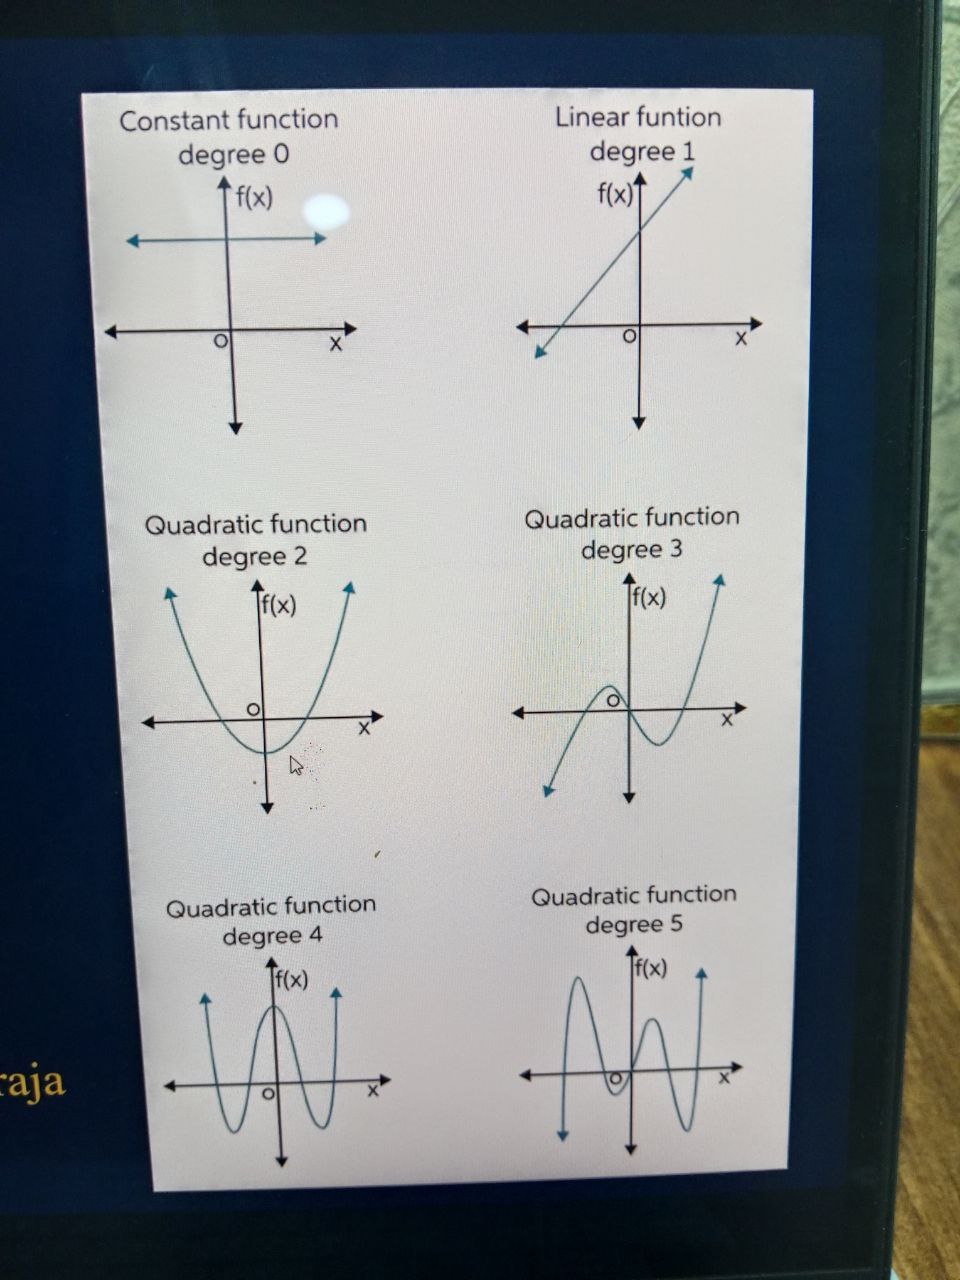 Constant function
degree 0
f(x)
O
X
Linear funtion
degree 1
f(x)
O
X
Quadratic function
degree 2
f(x)
O
X
Quadratic function
degree 3
f(x)
O
X
Quadratic function
degree 4
f(x)
O
X
Quadratic function
degree 5
f(x)
O
X
raja